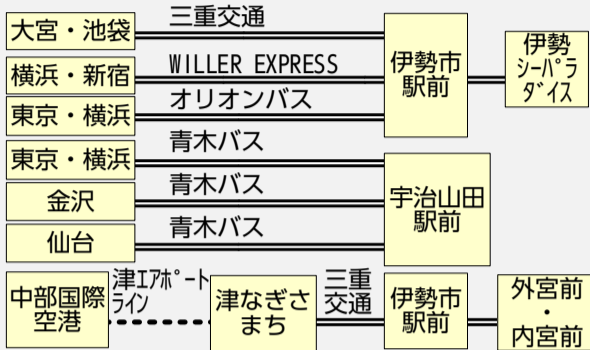 大宮・池袋
三重交通
横浜・新宿
WILLER EXPRESS
東京・横浜
オリオンバス
伊勢市
駅前
伊勢
シーパラ
ダイス
東京・横浜
青木バス
金沢
青木バス
仙台
青木バス
宇治山田
駅前
中部国際
空港
津エアポート
ライン
津なぎさ
まち
三重
交通
伊勢市
駅前
外宮前
・
内宮前